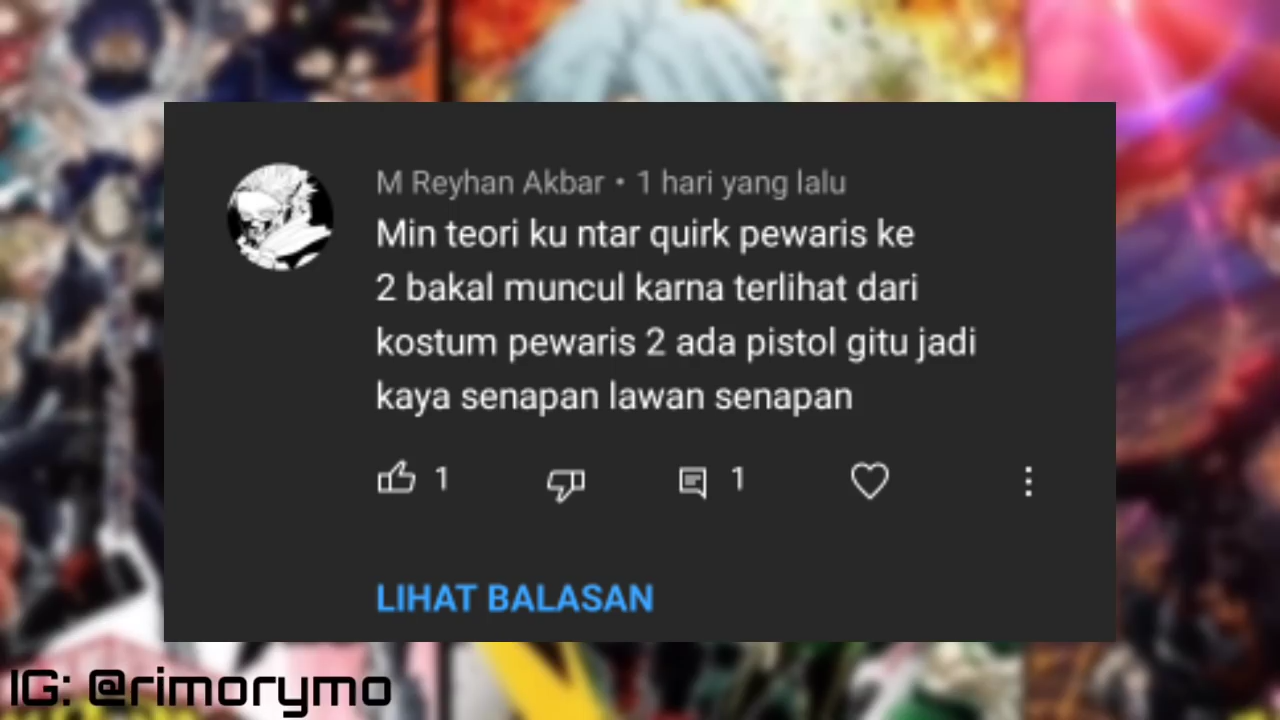 M Reyhan Akbar • 1 hari yang lalu
Min teori ku ntar quirk pewaris ke
2 bakal muncul karna terlihat dari
kostum pewaris 2 ada pistol gitu jadi
kaya senapan lawan senapan
1 1
LIHAT BALASAN
IG: @rimorymo